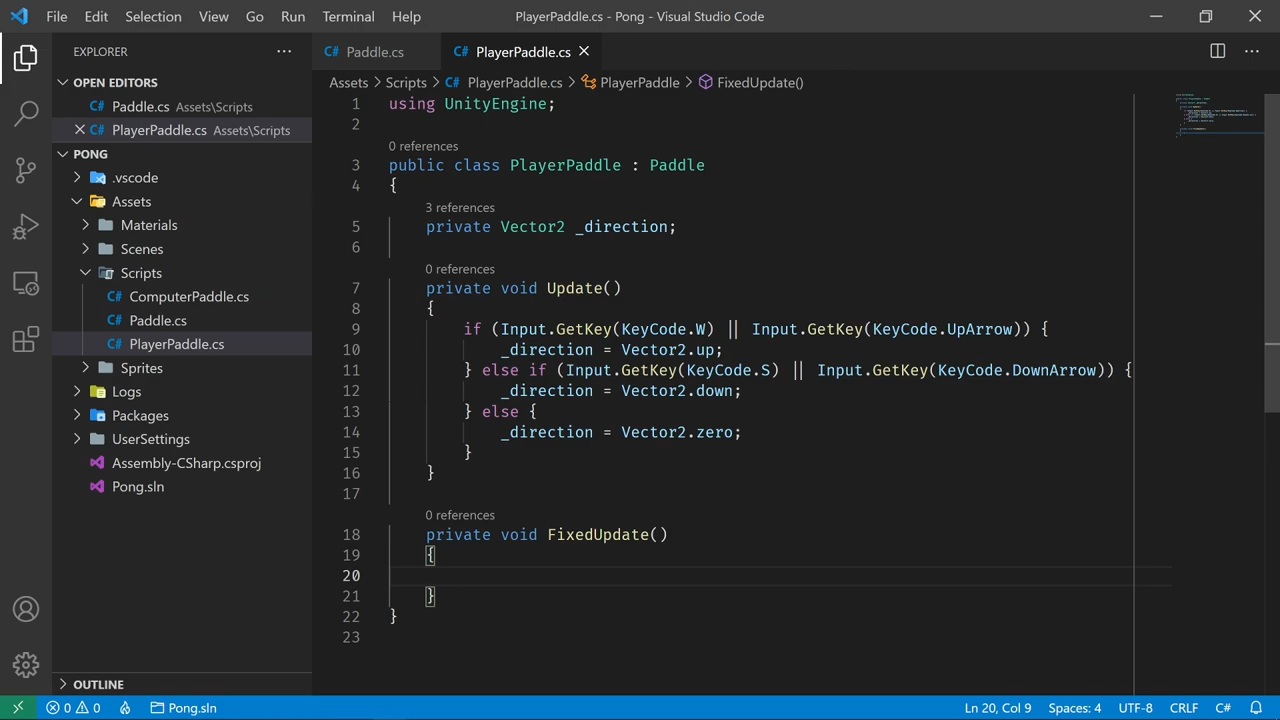 File Edit Selection View Go Run Terminal Help PlayerPaddle.cs - Pong - Visual Studio Code
EXPLORER
OPEN EDITORS
Paddle.cs Assets\Scripts
PlayerPaddle.cs Assets\Scripts
PONG
.vscode
Assets
Materials
Scenes
Scripts
C# ComputerPaddle.cs
C# Paddle.cs
C# PlayerPaddle.cs
Sprites
Logs
Packages
UserSettings
Assembly-CSharp.csproj
Pong.sln
OUTLINE
C# Paddle.cs C# PlayerPaddle.cs
Assets > Scripts > C# PlayerPaddle.cs > PlayerPaddle > FixedUpdate()
1 using UnityEngine;
2
0 references
3 public class PlayerPaddle : Paddle
4 {
3 references
5 private Vector2 _direction;
6
0 references
7 private void Update()
8 {
9 if (Input.GetKey(KeyCode.W) || Input.GetKey(KeyCode.UpArrow)) {
10 _direction = Vector2.up;
11 } else if (Input.GetKey(KeyCode.S) || Input.GetKey(KeyCode.DownArrow)) {
12 _direction = Vector2.down;
13 } else {
14 _direction = Vector2.zero;
15 }
16 }
17
0 references
18 private void FixedUpdate()
19 {
20
21 }
22 }
23
0 0 Pong.sln Ln 20, Col 9 Spaces: 4 UTF-8 CRLF C#